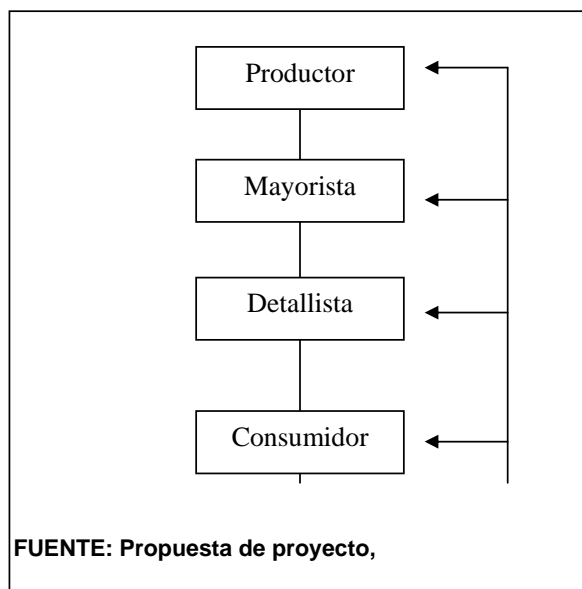 Productor
Mayorista
Detallista
Consumidor
FUENTE: Propuesta de proyecto,